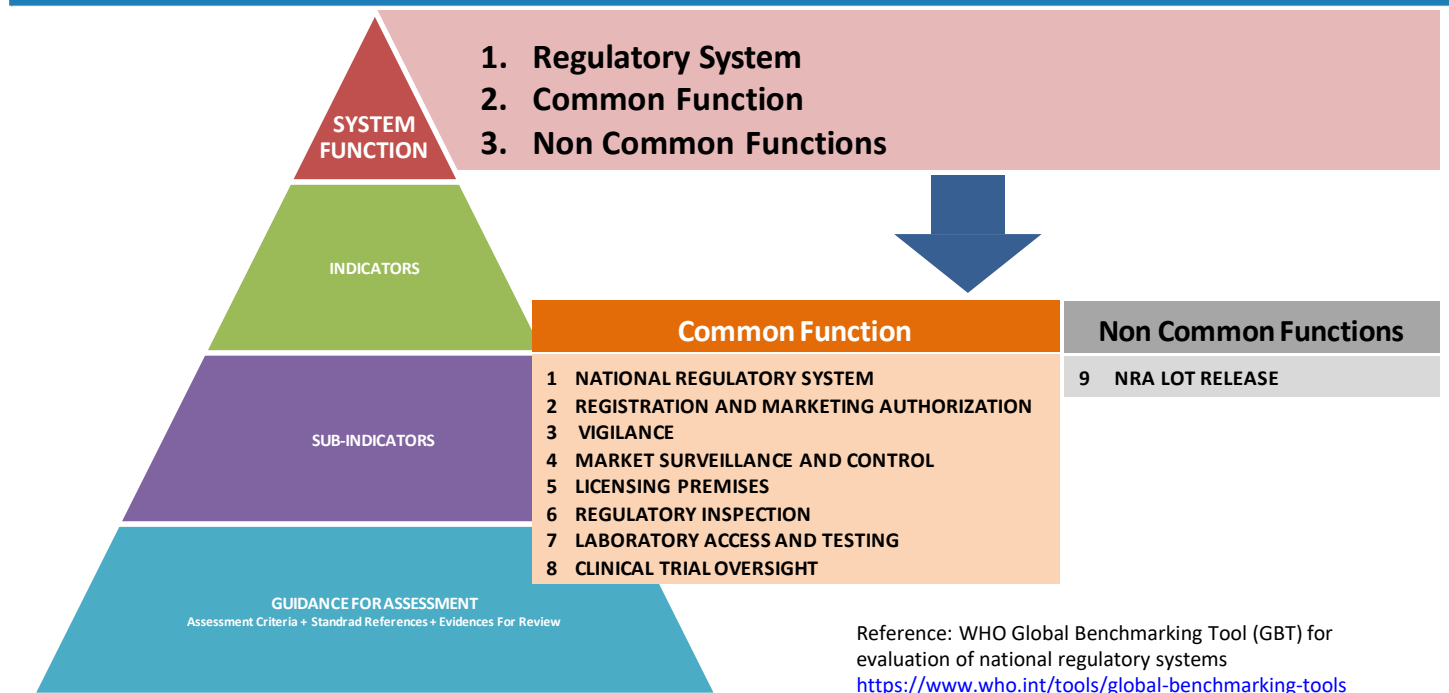 1. Regulatory System
2. Common Function
3. Non Common Functions
SYSTEM
FUNCTION
INDICATORS
SUB-INDICATORS
GUIDANCE FOR ASSESSMENT
Assessment Criteria + Standrad References + Evidences For Review
Common Function
1 NATIONAL REGULATORY SYSTEM
2 REGISTRATION AND MARKETING AUTHORIZATION
3 VIGILANCE
4 MARKET SURVEILLANCE AND CONTROL
5 LICENSING PREMISES
6 REGULATORY INSPECTION
7 LABORATORY ACCESS AND TESTING
8 CLINICAL TRIAL OVERSIGHT
Non Common Functions
9 NRA LOT RELEASE
Reference: WHO Global Benchmarking Tool (GBT) for
evaluation of national regulatory systems
https://www.who.int/tools/global-benchmarking-tools